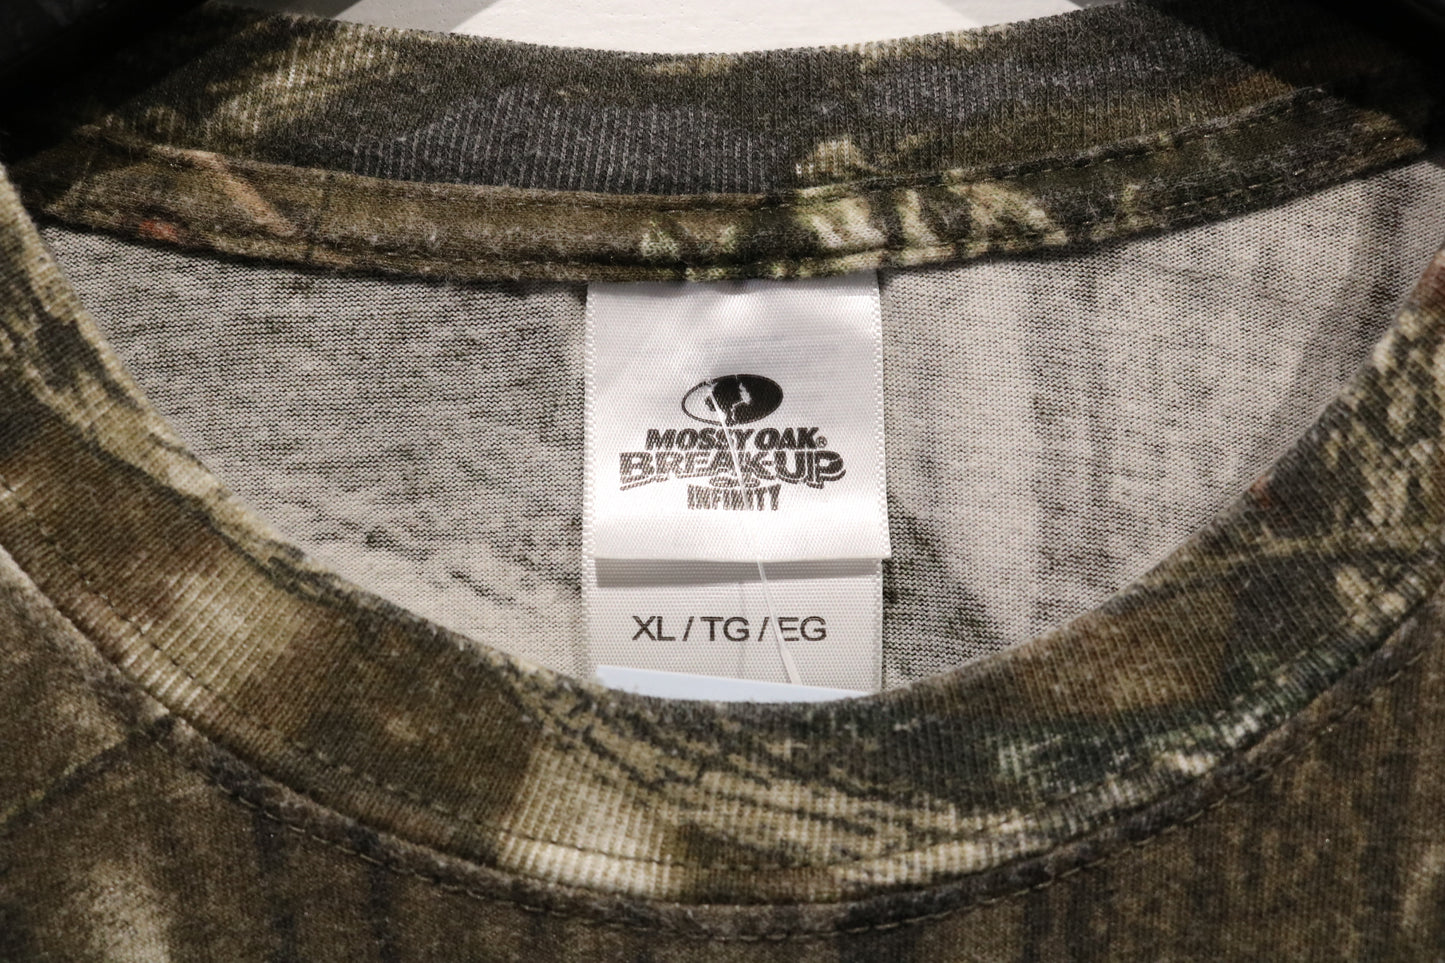 MOSSY OAK®
BREAK-UP
INFINITY
XL / TG / EG